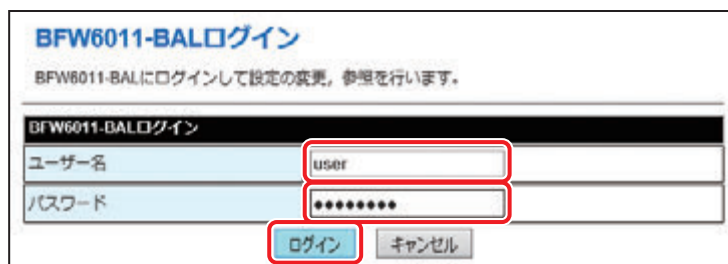 BFW6011-BALログイン
BFW6011-BALにログインして設定の変更，参照を行います。
BFW6011-BALログイン
ユーザー名 user
パスワード ●●●●●●●●
ログイン キャンセル